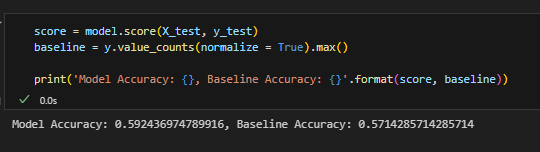 score = model.score(X_test, y_test)
baseline = y.value_counts(normalize = True).max()
print('Model Accuracy: {}, Baseline Accuracy: {}'.format(score, baseline))
✓ 0.0s
Model Accuracy: 0.592436974789916, Baseline Accuracy: 0.5714285714285714